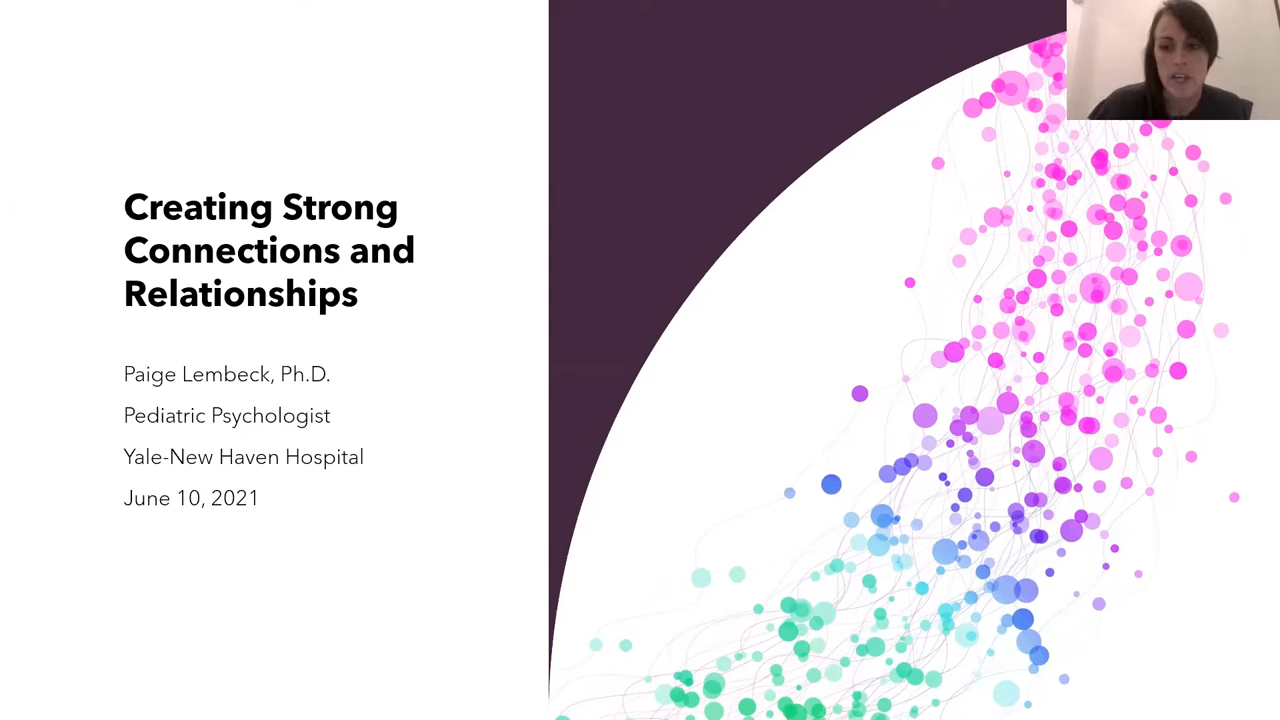 Creating Strong
Connections and
Relationships
Paige Lembeck, Ph.D.
Pediatric Psychologist
Yale-New Haven Hospital
June 10, 2021